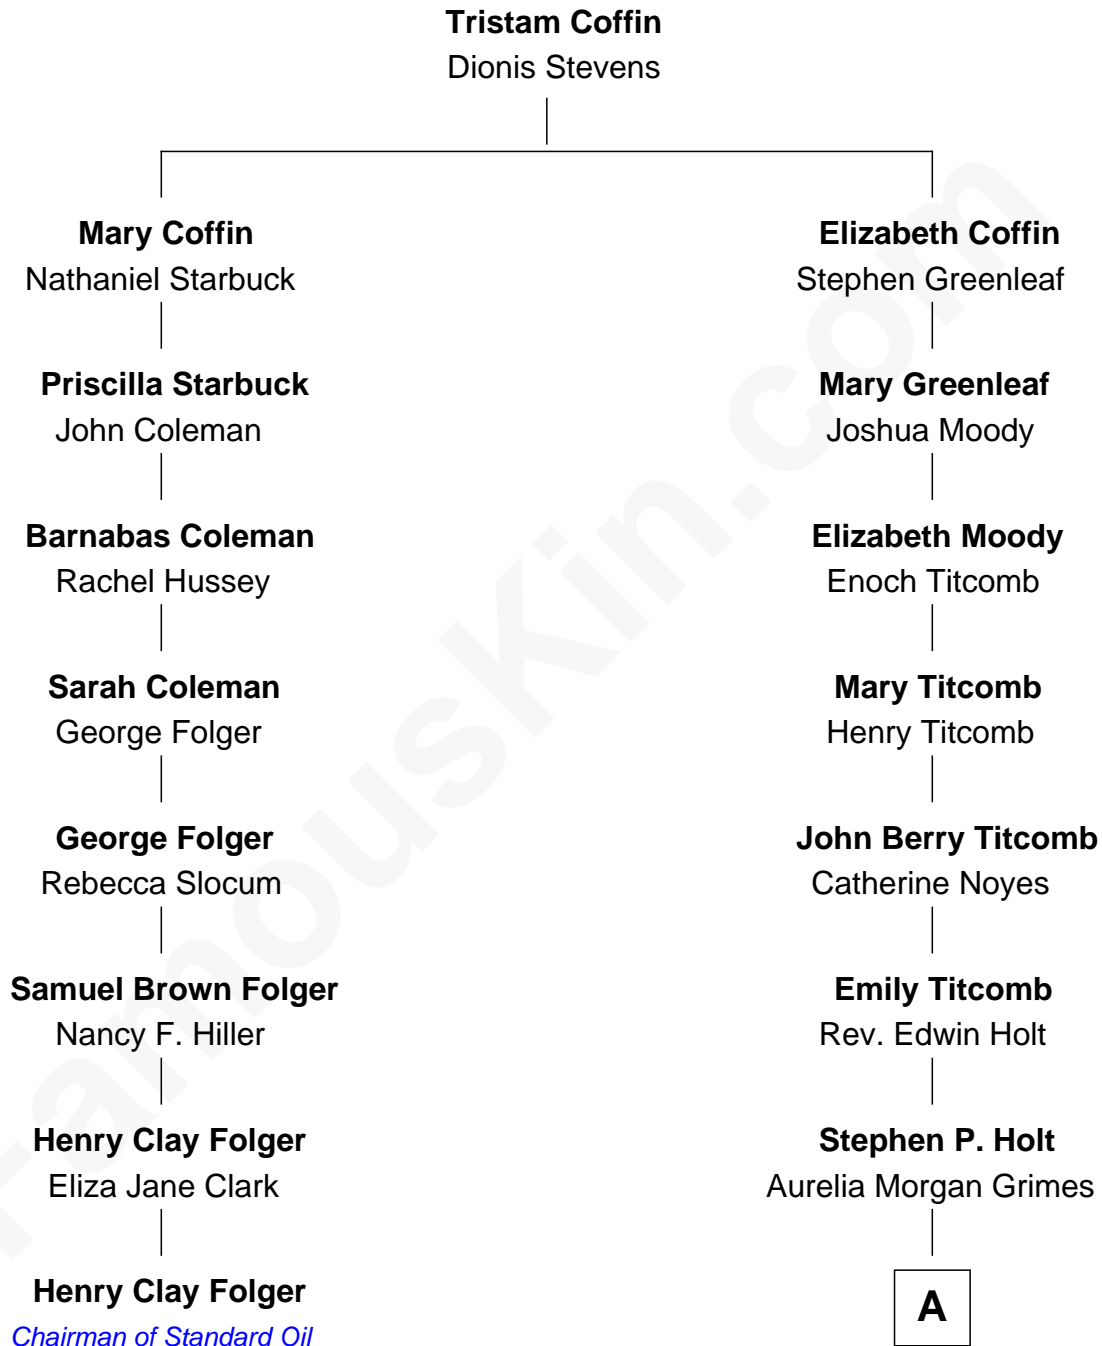 Tristam Coffin
Dionis Stevens
Mary Coffin
Nathaniel Starbuck
Elizabeth Coffin
Stephen Greenleaf
Priscilla Starbuck
John Coleman
Mary Greenleaf
Joshua Moody
Barnabas Coleman
Rachel Hussey
Elizabeth Moody
Enoch Titcomb
Sarah Coleman
George Folger
Mary Titcomb
Henry Titcomb
George Folger
Rebecca Slocum
John Berry Titcomb
Catherine Noyes
Samuel Brown Folger
Nancy F. Hiller
Emily Titcomb
Rev. Edwin Holt
Henry Clay Folger
Eliza Jane Clark
Stephen P. Holt
Aurelia Morgan Grimes
Henry Clay Folger
Chairman of Standard Oil
A
FamousKin.com